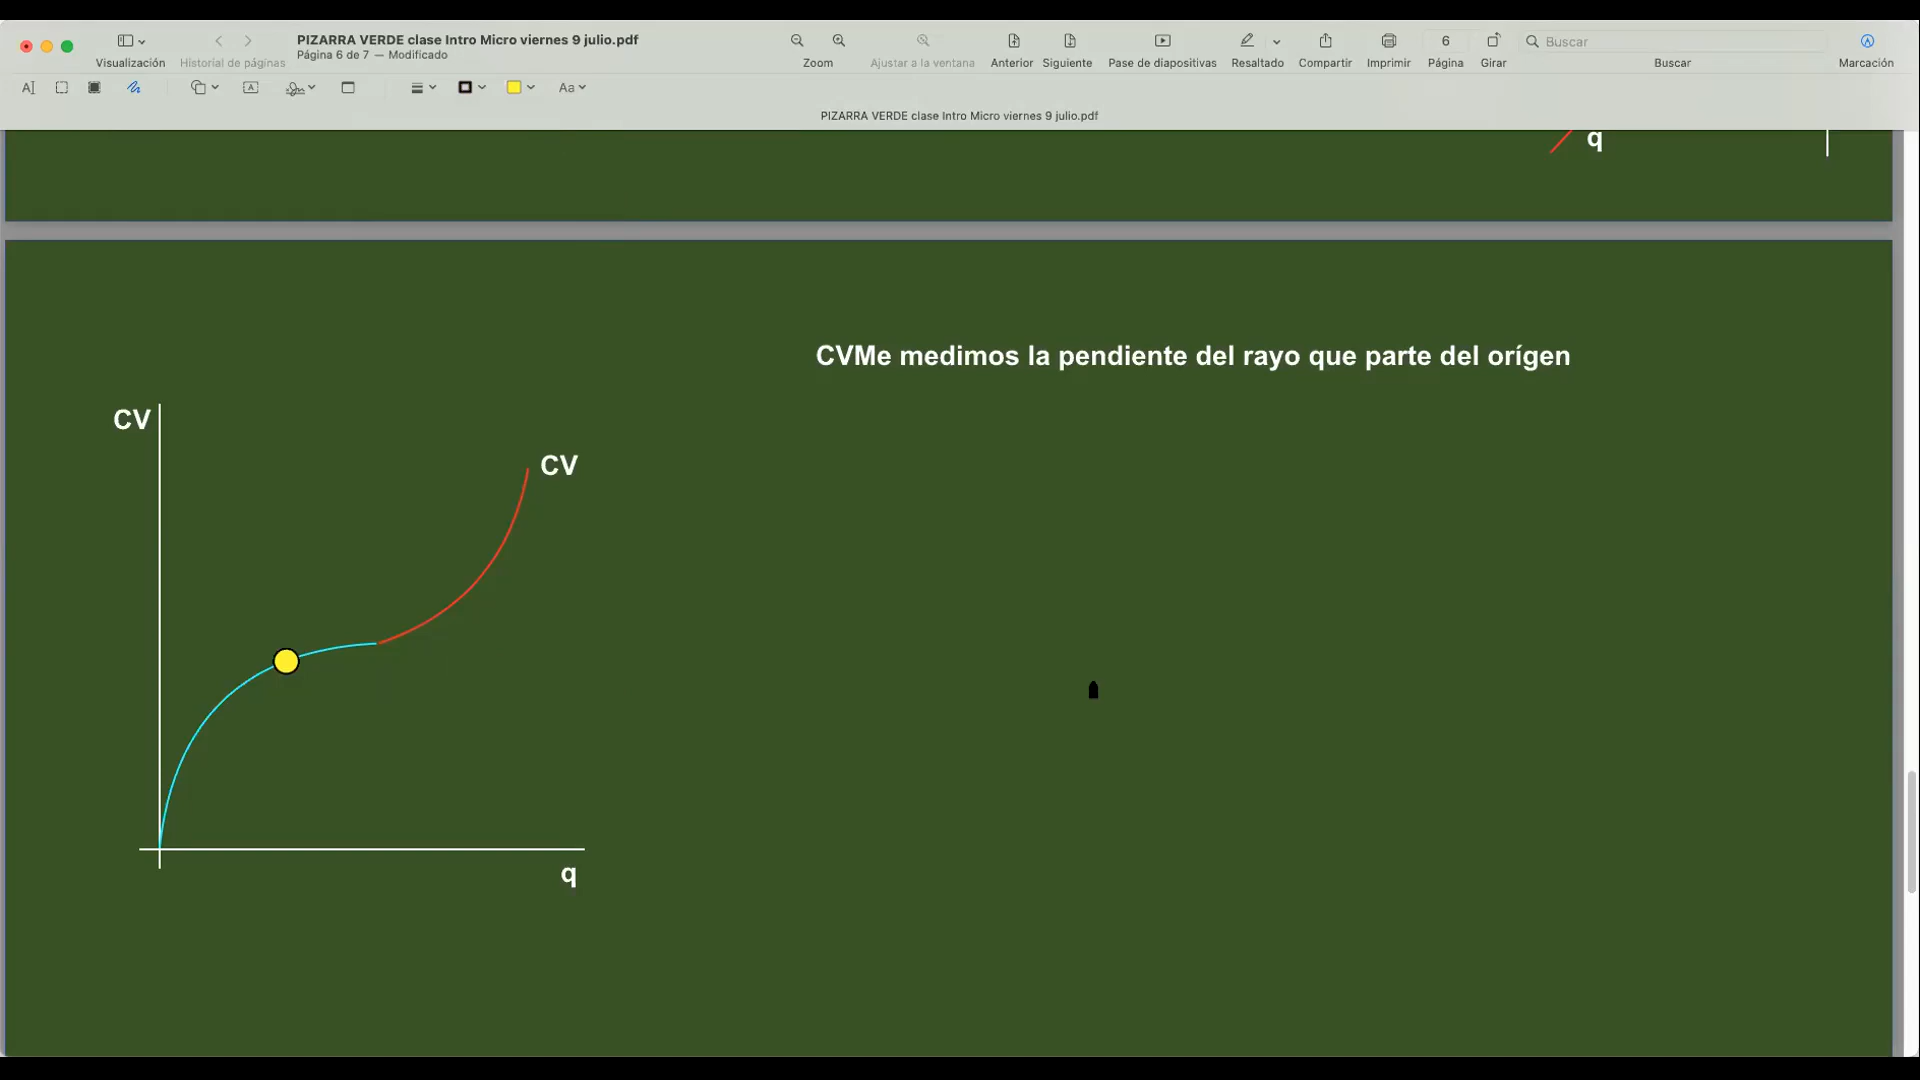 PIZARRA VERDE clase Intro Micro viernes 9 julio.pdf
Página 6 de 7 — Modificado
Visualización
Historial de páginas
Zoom
Ajustar a la ventana
Anterior
Siguiente
Pase de diapositivas
Resaltado
Compartir
Imprimir
6
Página
Girar
Buscar
Buscar
Marcación
A
Aa
PIZARRA VERDE clase Intro Micro viernes 9 julio.pdf
q
CVMe medimos la pendiente del rayo que parte del orígen
CV
CV
q